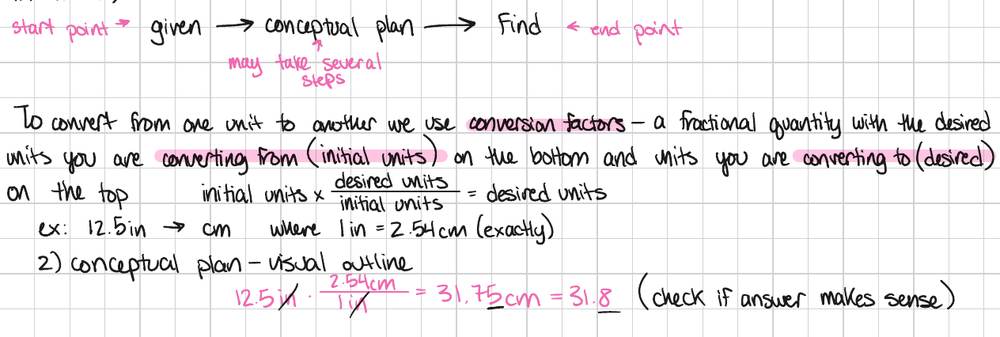 start point → given → conceptual plan → Find ← end point
may take several
steps
To convert from one unit to another we use conversion factors – a fractional quantity with the desired
units you are converting from (initial units) on the bottom and units you are converting to (desired)
on the top initial units × desired units / initial units = desired units
ex: 12.5in → cm where 1in = 2.54cm (exactly)
2) conceptual plan – visual outline
12.5in · 2.54cm / 1in = 31.75cm = 31.8 (check if answer makes sense)